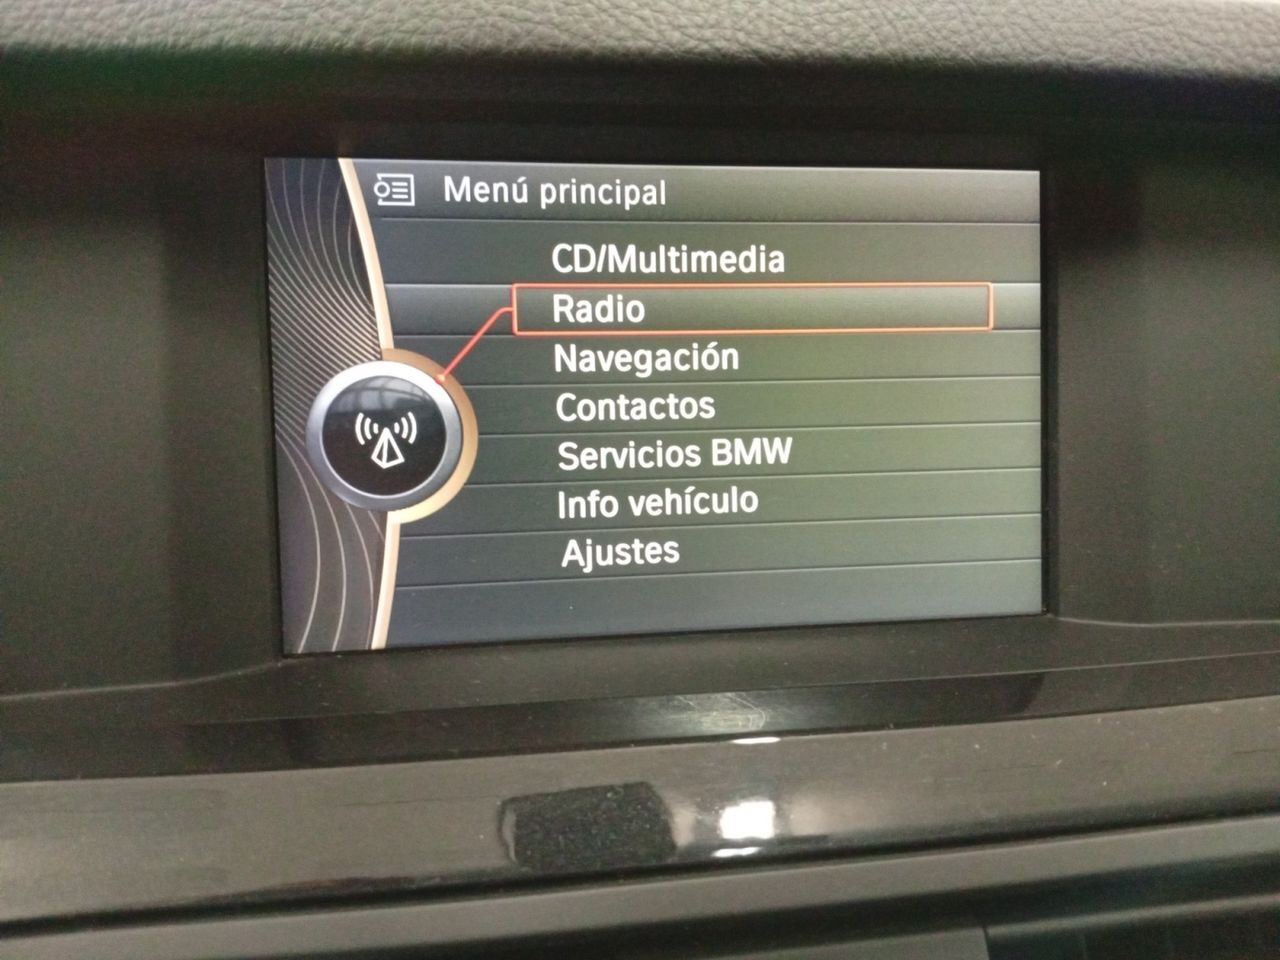 Menú principal
CD/Multimedia
Radio
Navegación
Contactos
Servicios BMW
Info vehículo
Ajustes